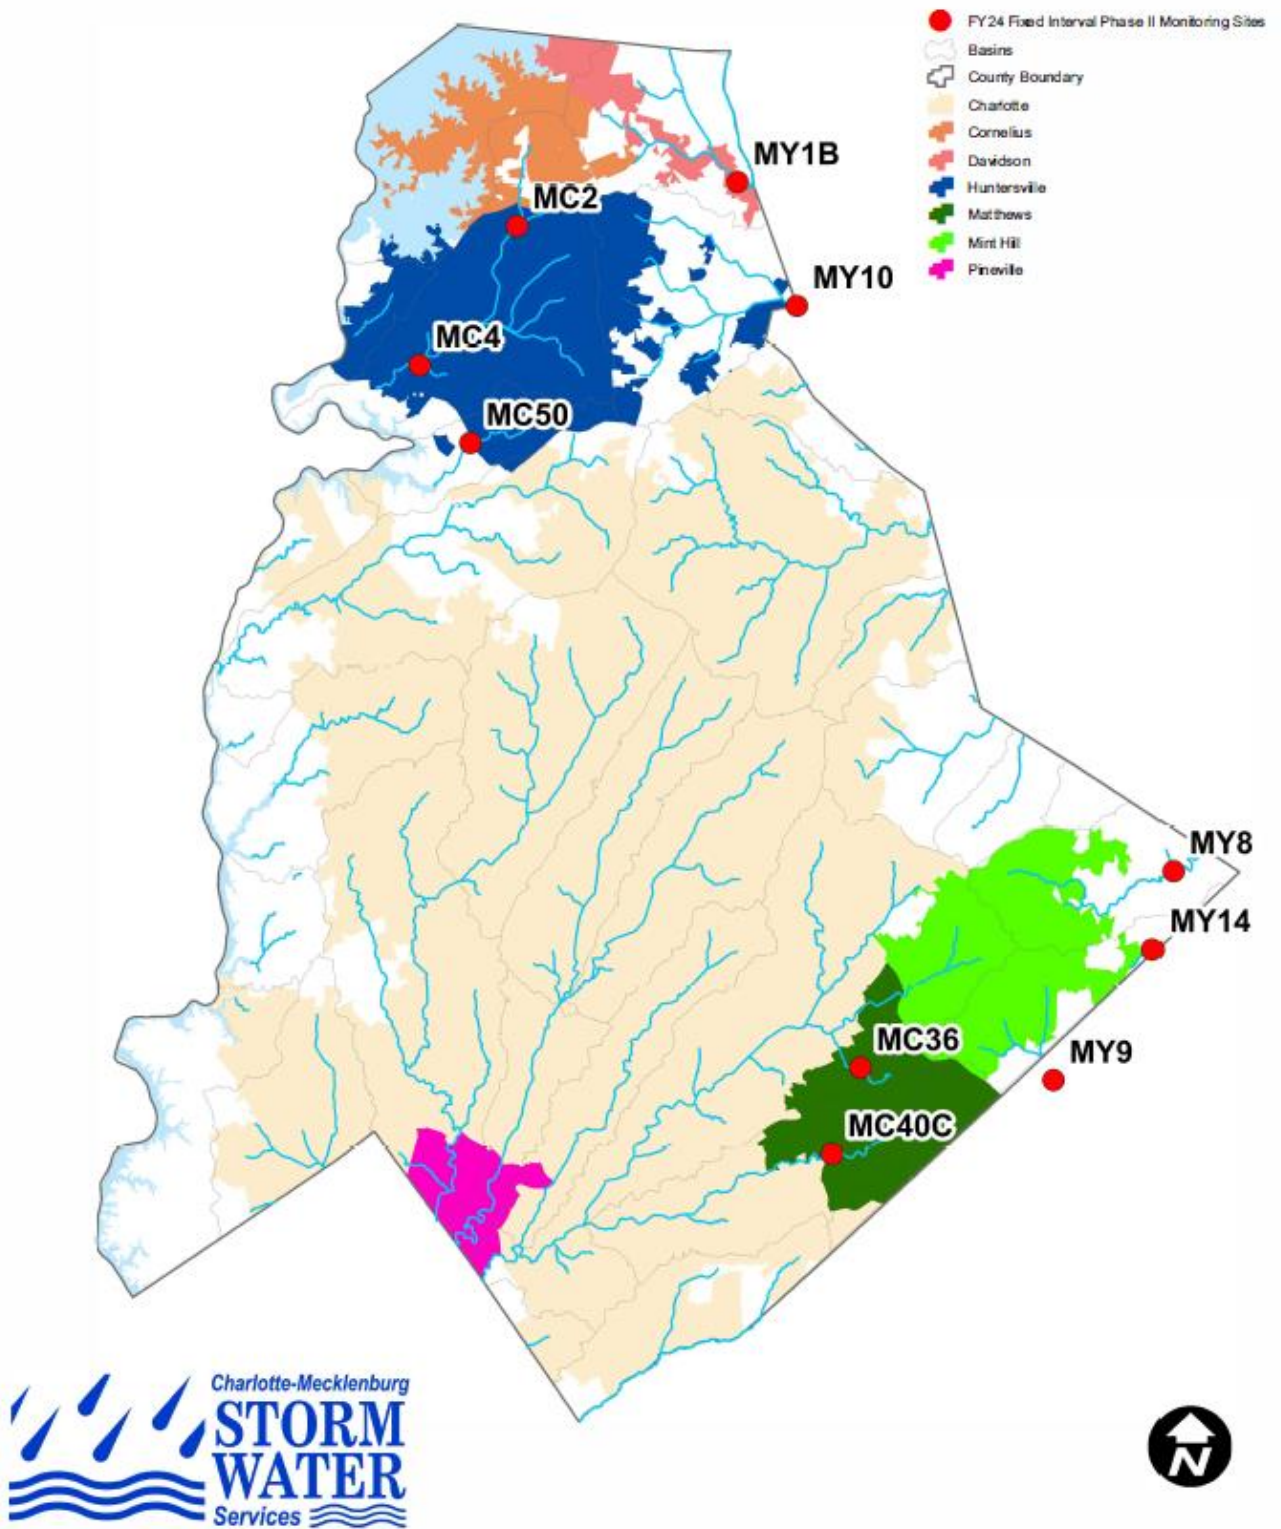 FY24 Fixed Interval Phase II Monitoring Sites
Basins
County Boundary
Charlotte
Cornelius
Davidson
Huntersville
Matthews
Mint Hill
Pineville
MY1B
MC2
MY10
MC4
MC50
MY8
MY14
MC36
MY9
MC40C
Charlotte-Mecklenburg
STORM
WATER
Services
N